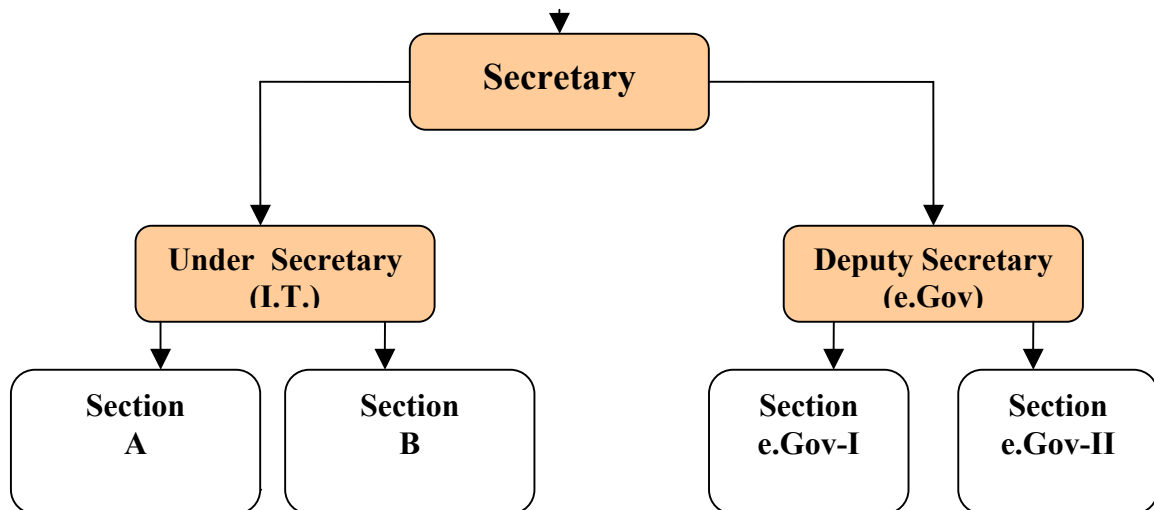 Secretary
Under Secretary
(I.T.)
Deputy Secretary
(e.Gov)
Section
A
Section
B
Section
e.Gov-I
Section
e.Gov-II